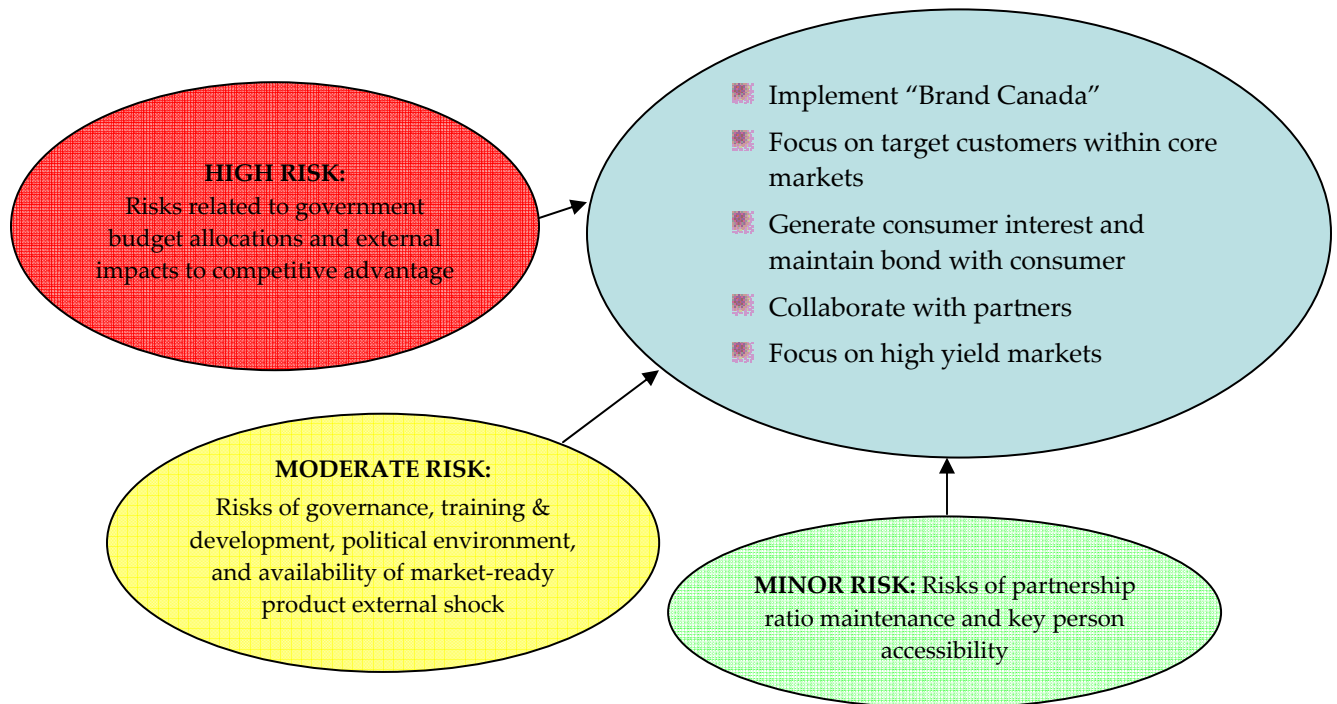 HIGH RISK:
Risks related to government
budget allocations and external
impacts to competitive advantage
Implement “Brand Canada”
Focus on target customers within core
markets
Generate consumer interest and
maintain bond with consumer
Collaborate with partners
Focus on high yield markets
MODERATE RISK:
Risks of governance, training &
development, political environment,
and availability of market-ready
product external shock
MINOR RISK: Risks of partnership
ratio maintenance and key person
accessibility